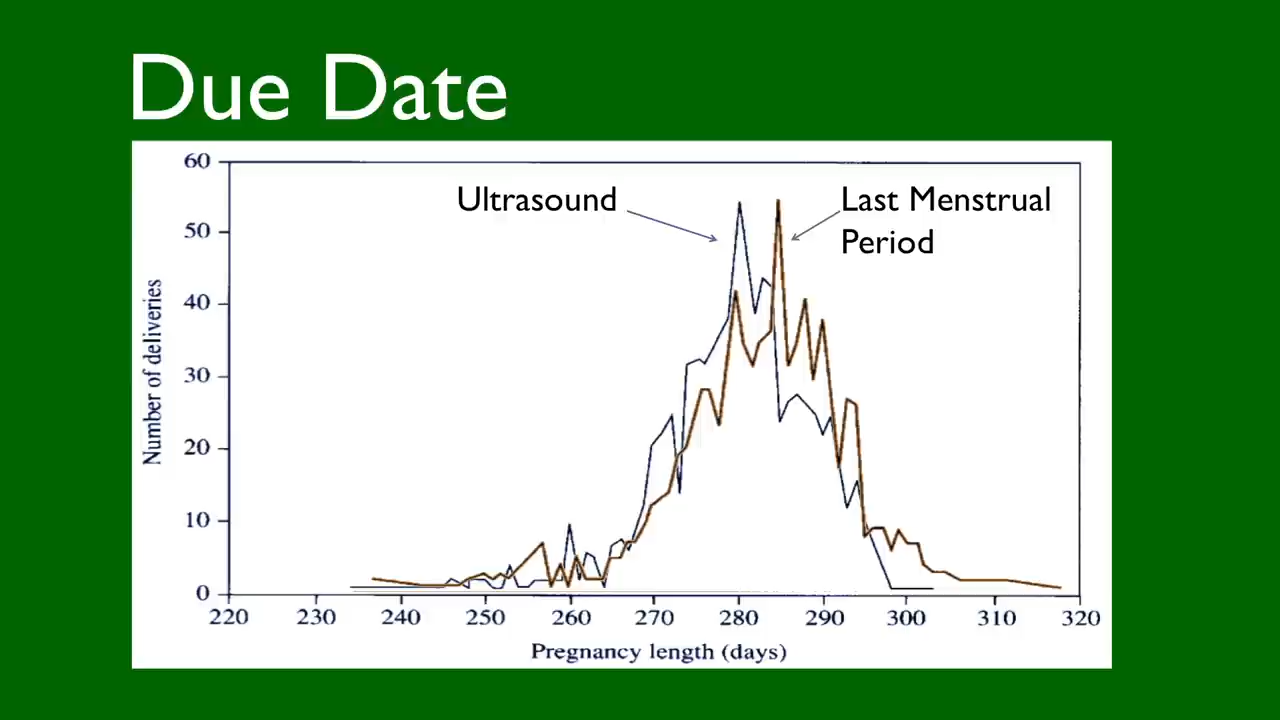 Due Date
60
Ultrasound
Last Menstrual
Period
50
40
30
20
10
0
Number of deliveries
220 230 240 250 260 270 280 290 300 310 320
Pregnancy length (days)